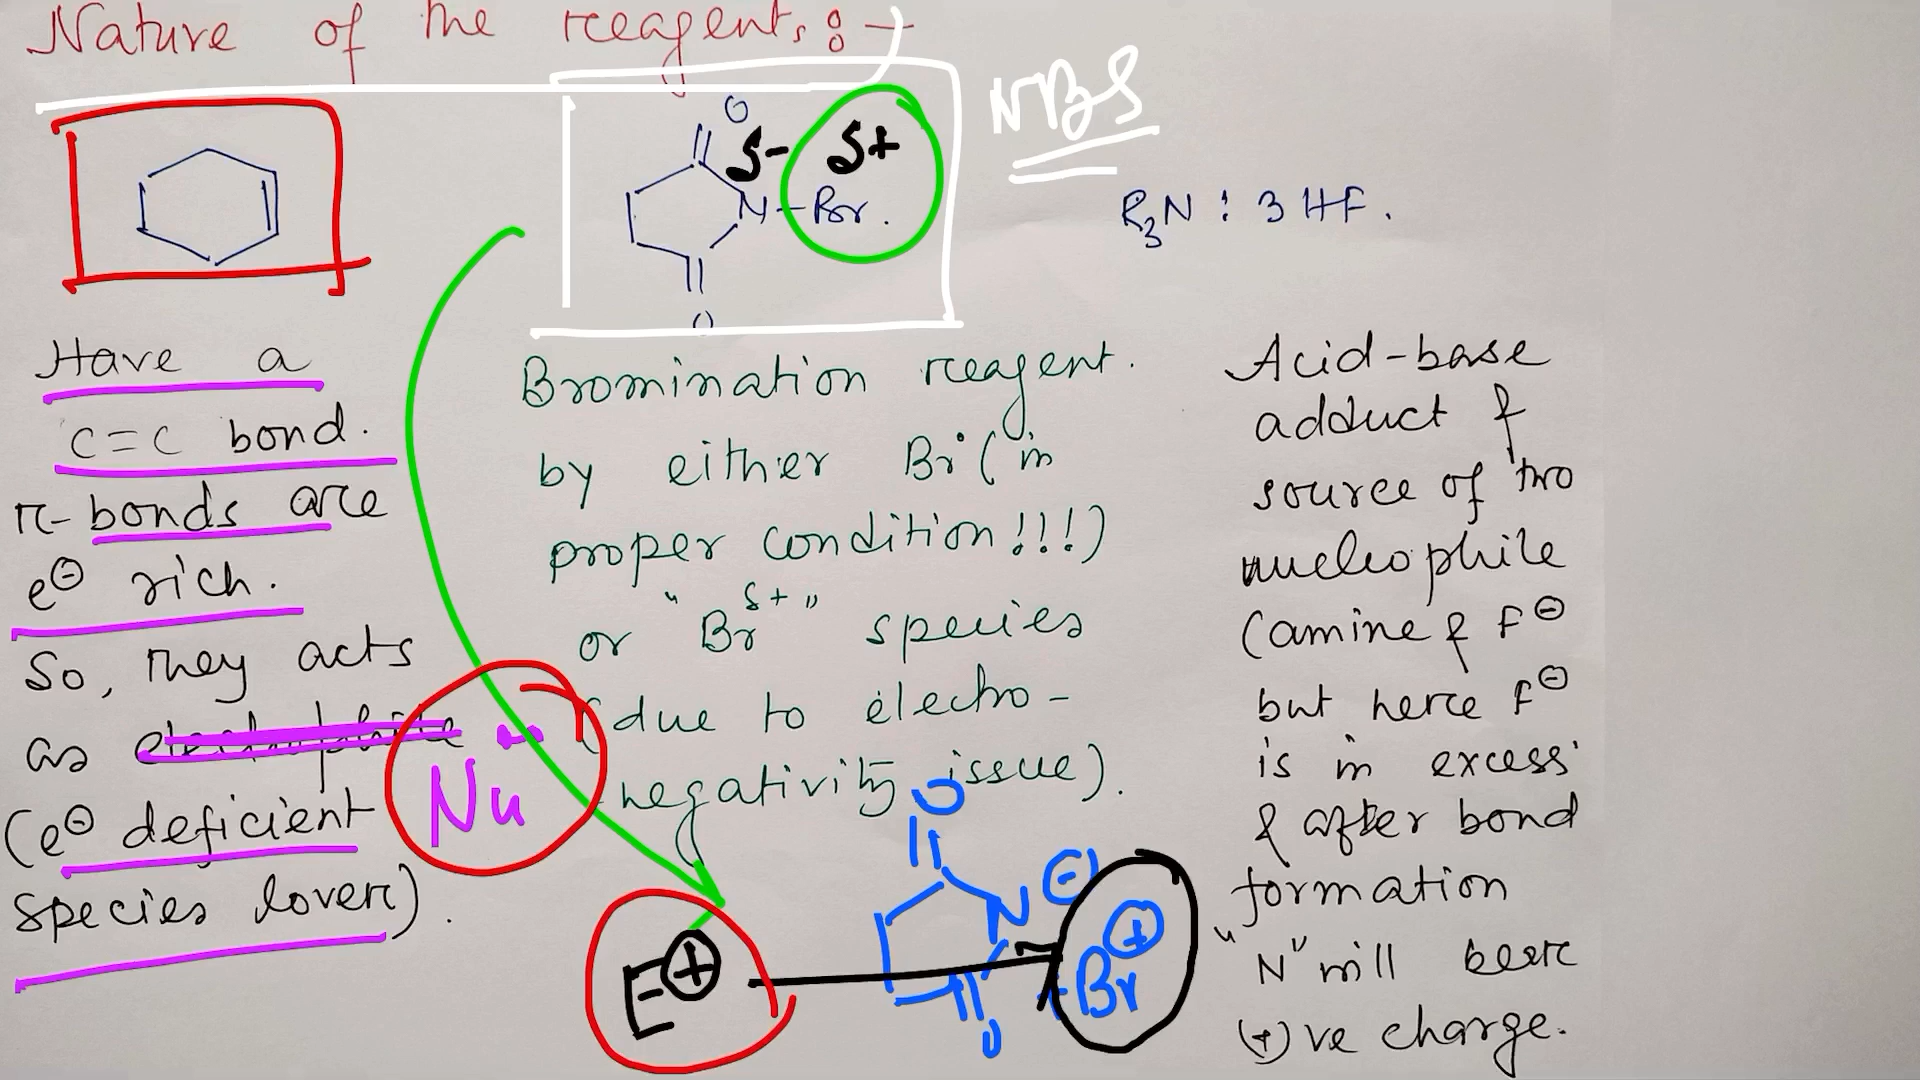 Nature of the reagents:-
NBS
O
δ- δ+
N-Br.
O
R3N : 3HF.
Have a
C=C bond.
π-bonds are
e⊖ rich.
So, they acts
as electrophile
Nu
(e⊖ deficient
species lover).
Bromination reagent.
by either Br• (in
proper condition!!!)
or "Br δ+" species
(due to electro-
negativity issue).
E⊕
O
N⊖
Br⊕
O
Acid-base
adduct &
source of two
nucleophile
(amine & F⊖
but here F⊖
is in excess
& after bond
formation
"N" will bear
(+)ve charge.